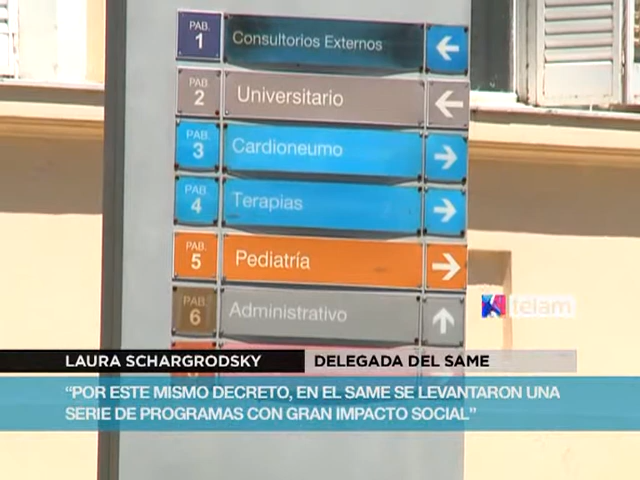 PAB. 1 Consultorios Externos
PAB. 2 Universitario
PAB. 3 Cardioneumo
PAB. 4 Terapias
PAB. 5 Pediatría
PAB. 6 Administrativo
télam
LAURA SCHARGRODSKY DELEGADA DEL SAME
“POR ESTE MISMO DECRETO, EN EL SAME SE LEVANTARON UNA
SERIE DE PROGRAMAS CON GRAN IMPACTO SOCIAL”